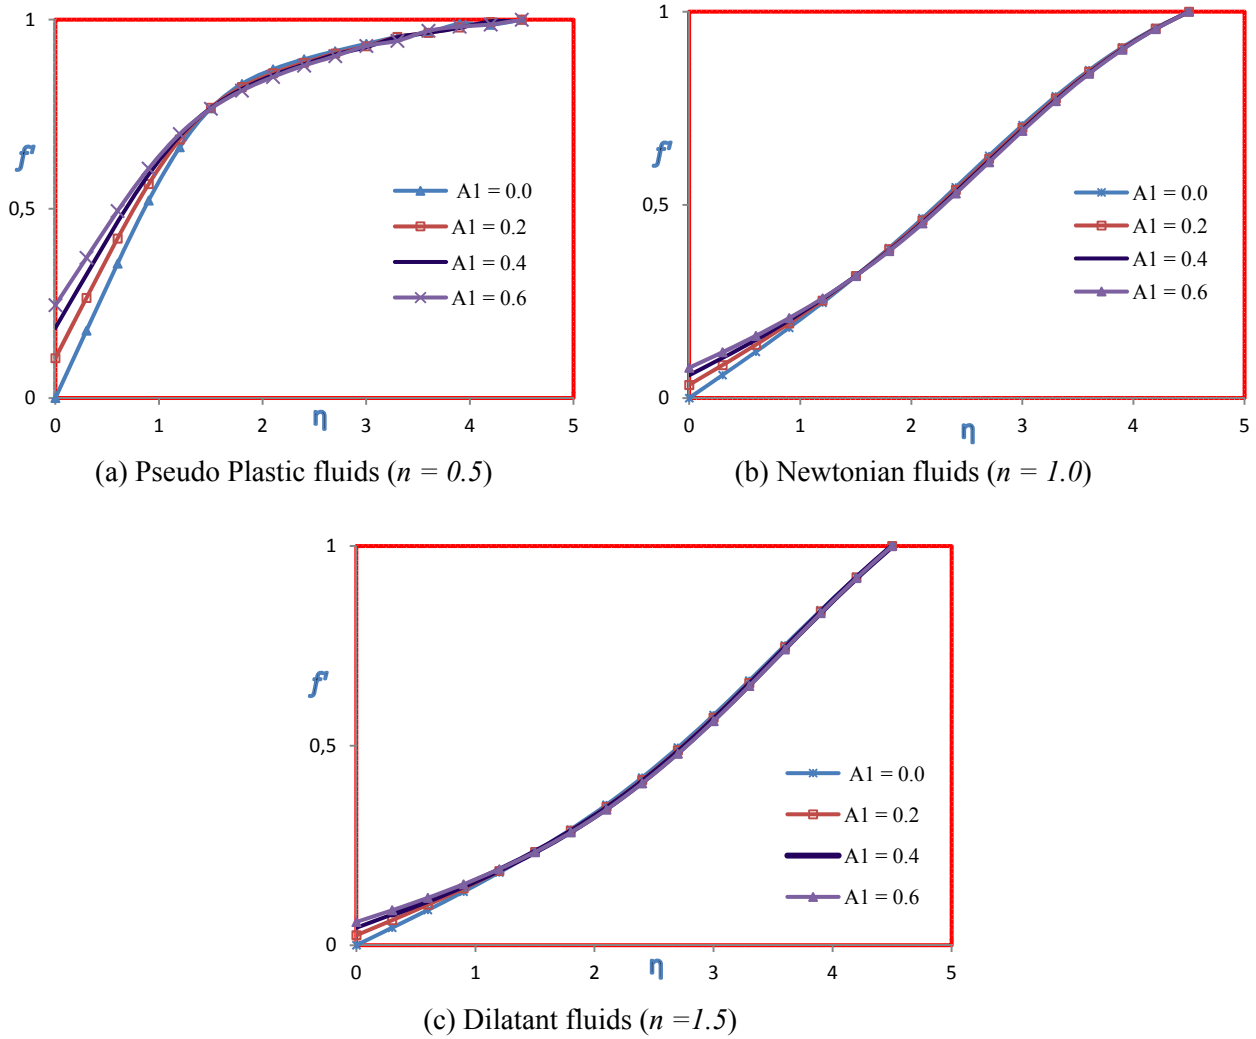 1
f'
0,5
0
0 1 2 3 4 5
η
A1 = 0.0
A1 = 0.2
A1 = 0.4
A1 = 0.6
(a) Pseudo Plastic fluids (n = 0.5)
1
f'
0,5
0
0 1 2 3 4 5
η
A1 = 0.0
A1 = 0.2
A1 = 0.4
A1 = 0.6
(b) Newtonian fluids (n = 1.0)
1
f'
0,5
0
0 1 2 3 4 5
η
A1 = 0.0
A1 = 0.2
A1 = 0.4
A1 = 0.6
(c) Dilatant fluids (n =1.5)